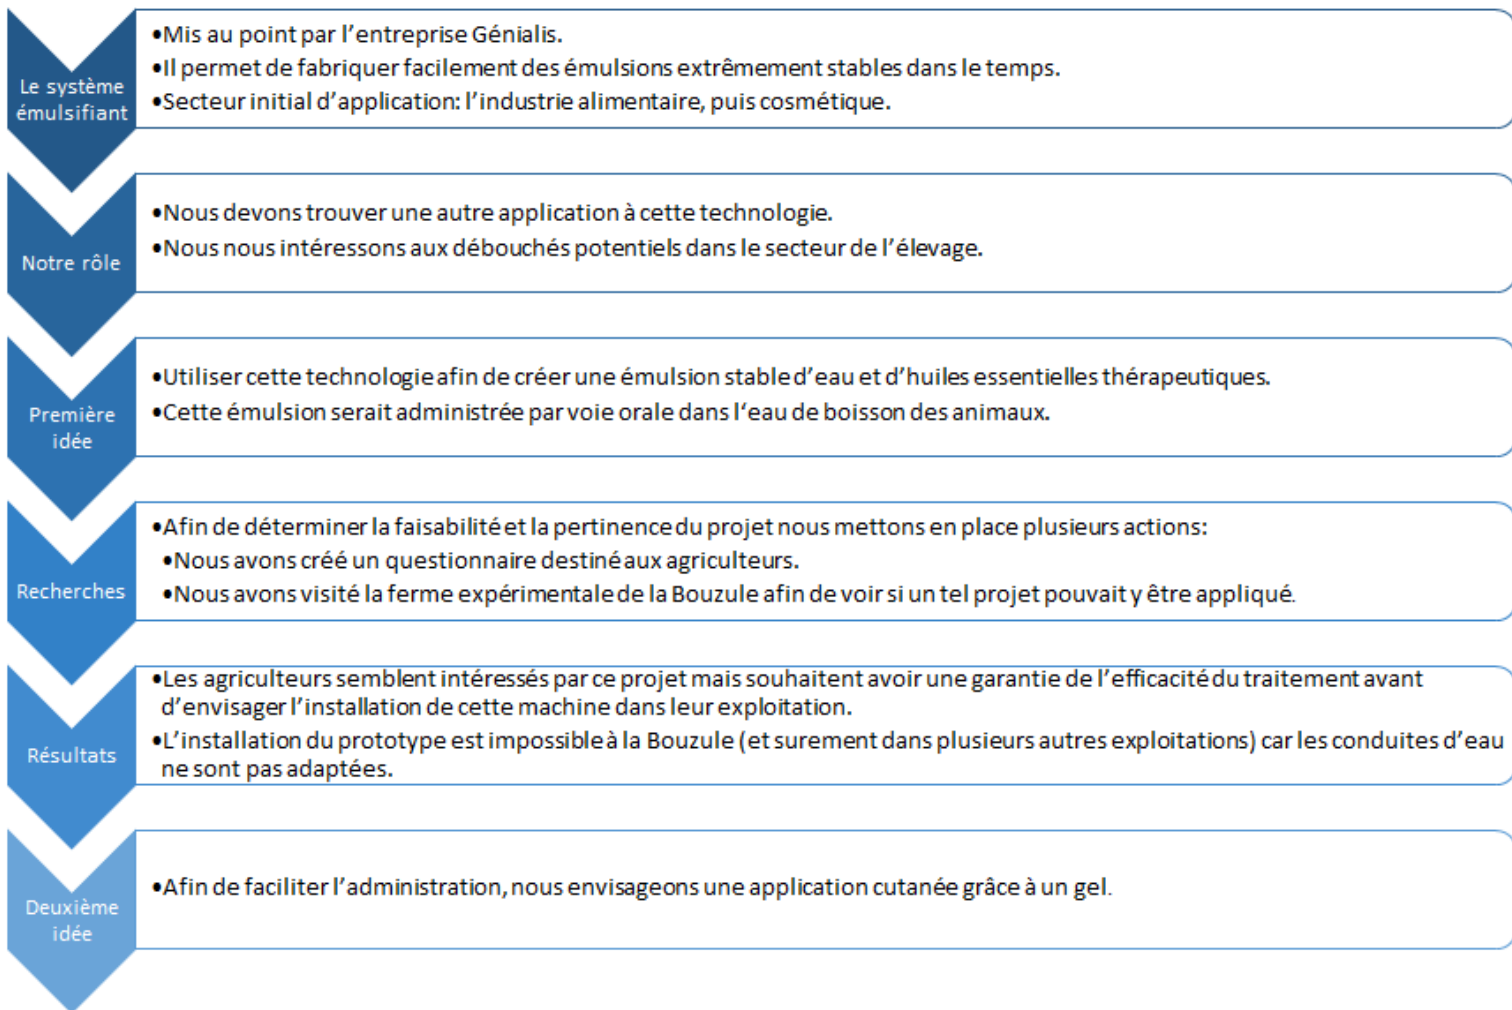 Le système
émulsifiant
•Mis au point par l’entreprise Génialis.
•Il permet de fabriquer facilement des émulsions extrêmement stables dans le temps.
•Secteur initial d’application: l’industrie alimentaire, puis cosmétique.
Notre rôle
•Nous devons trouver une autre application à cette technologie.
•Nous nous intéressons aux débouchés potentiels dans le secteur de l’élevage.
Première
idée
•Utiliser cette technologie afin de créer une émulsion stable d’eau et d’huiles essentielles thérapeutiques.
•Cette émulsion serait administrée par voie orale dans l‘eau de boisson des animaux.
Recherches
•Afin de déterminer la faisabilité et la pertinence du projet nous mettons en place plusieurs actions:
•Nous avons créé un questionnaire destiné aux agriculteurs.
•Nous avons visité la ferme expérimentale de la Bouzule afin de voir si un tel projet pouvait y être appliqué.
Résultats
•Les agriculteurs semblent intéressés par ce projet mais souhaitent avoir une garantie de l’efficacité du traitement avant
d’envisager l’installation de cette machine dans leur exploitation.
•L’installation du prototype est impossible à la Bouzule (et surement dans plusieurs autres exploitations) car les conduites d’eau
ne sont pas adaptées.
Deuxième
idée
•Afin de faciliter l’administration, nous envisageons une application cutanée grâce à un gel.